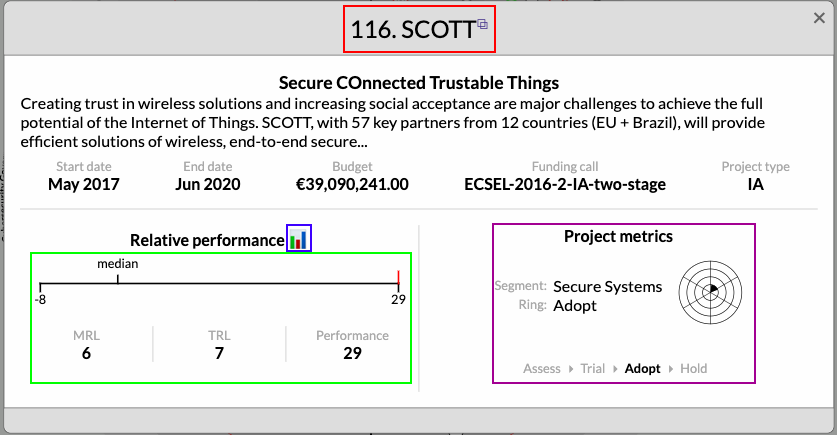 116. SCOTT
Secure COnnected Trustable Things
Creating trust in wireless solutions and increasing social acceptance are major challenges to achieve the full
potential of the Internet of Things. SCOTT, with 57 key partners from 12 countries (EU + Brazil), will provide
efficient solutions of wireless, end-to-end secure...
Start date End date Budget Funding call Project type
May 2017 Jun 2020 €39,090,241.00 ECSEL-2016-2-IA-two-stage IA
Relative performance
median
-8 29
MRL TRL Performance
6 7 29
Project metrics
Segment: Secure Systems
Ring: Adopt
Assess Trial Adopt Hold